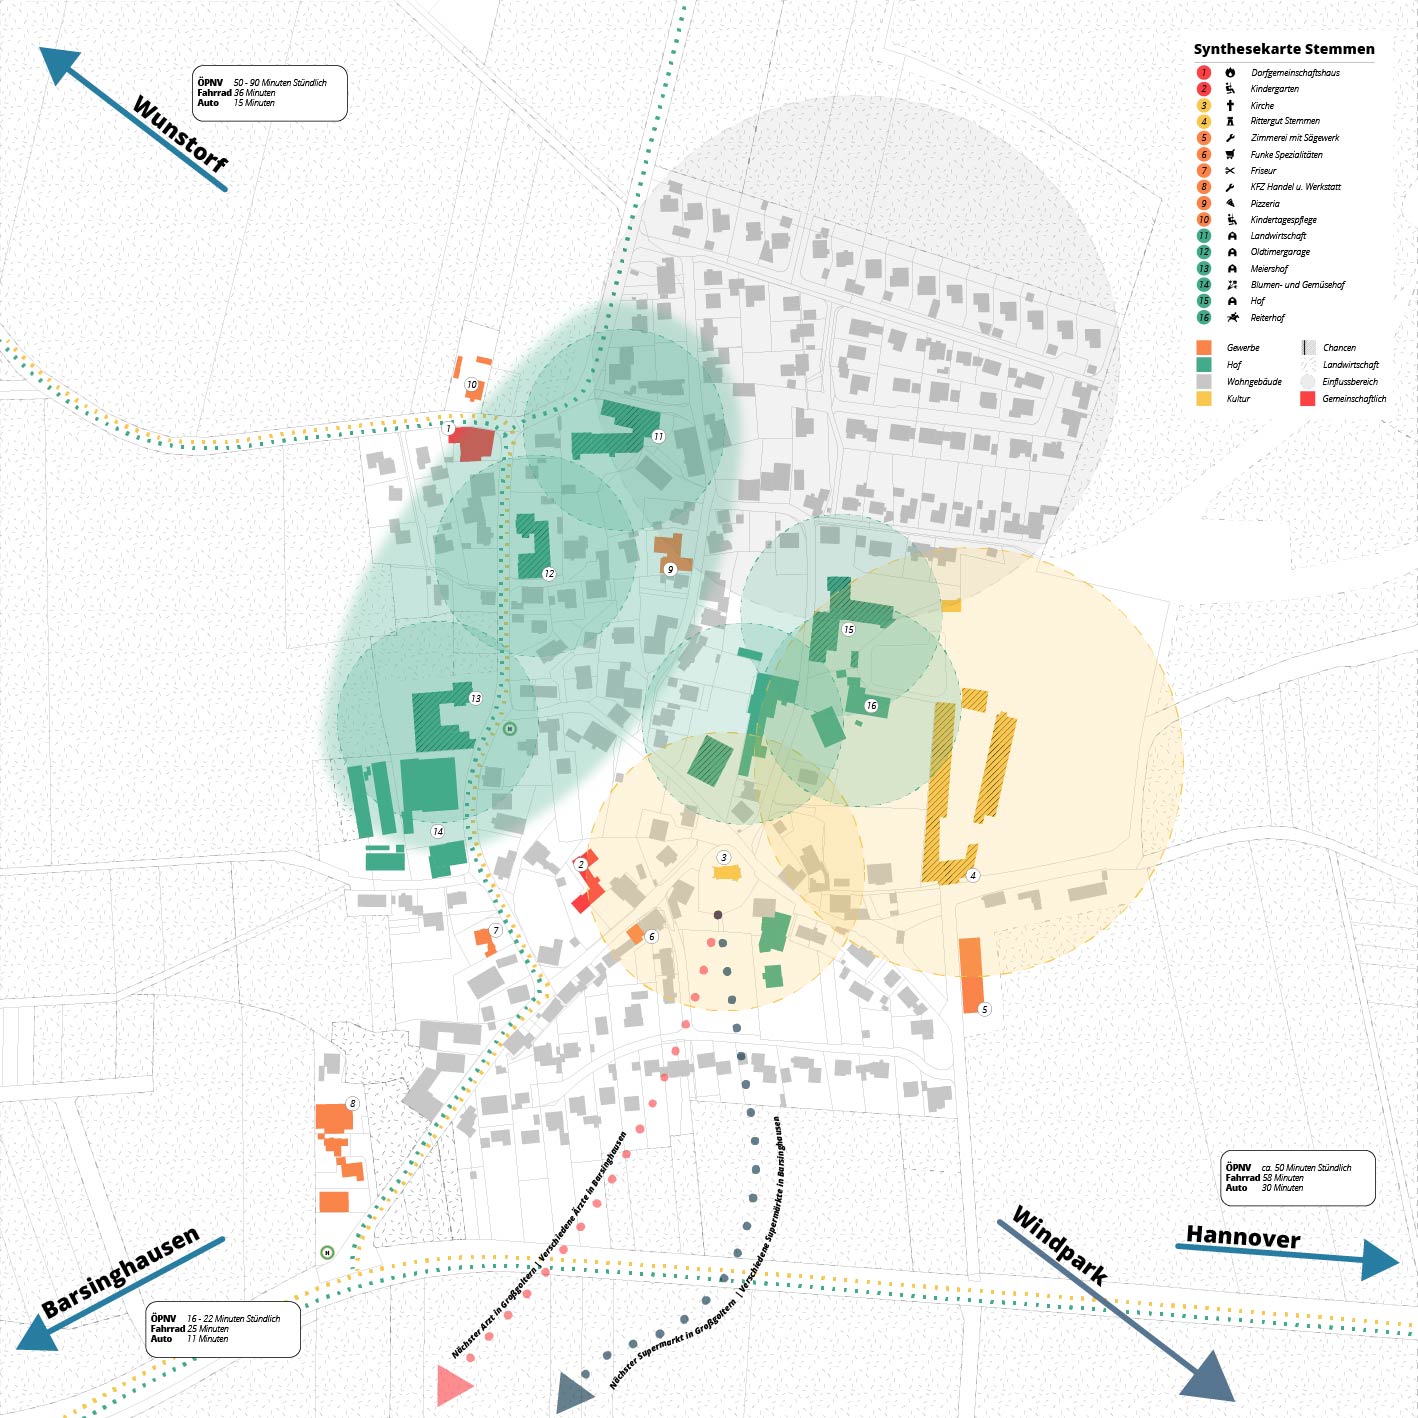 Wunstorf
ÖPNV 50 - 90 Minuten Stündlich
Fahrrad 36 Minuten
Auto 15 Minuten
Synthesekarte Stemmen
1 Dorfgemeinschaftshaus
2 Kindergarten
3 Kirche
4 Rittergut Stemmen
5 Zimmerei mit Sägewerk
6 Funke Spezialitäten
7 Friseur
8 KFZ Handel u. Werkstatt
9 Pizzeria
10 Kindertagespflege
11 Landwirtschaft
12 Oldtimergarage
13 Meiershof
14 Blumen- und Gemüsehof
15 Hof
16 Reiterhof
Gewerbe
Hof
Wohngebäude
Kultur
Chancen
Landwirtschaft
Einflussbereich
Gemeinschaftlich
10
1
11
12
9
15
13
16
H
14
2
3
4
7
6
5
8
H
Nächster Arzt in Großgoltern | Verschiedene Ärzte in Barsinghausen
Nächster Supermarkt in Großgoltern | Verschiedene Supermärkte in Barsinghausen
Barsinghausen
ÖPNV 16 - 22 Minuten Stündlich
Fahrrad 25 Minuten
Auto 11 Minuten
ÖPNV ca. 50 Minuten Stündlich
Fahrrad 58 Minuten
Auto 30 Minuten
Windpark
Hannover